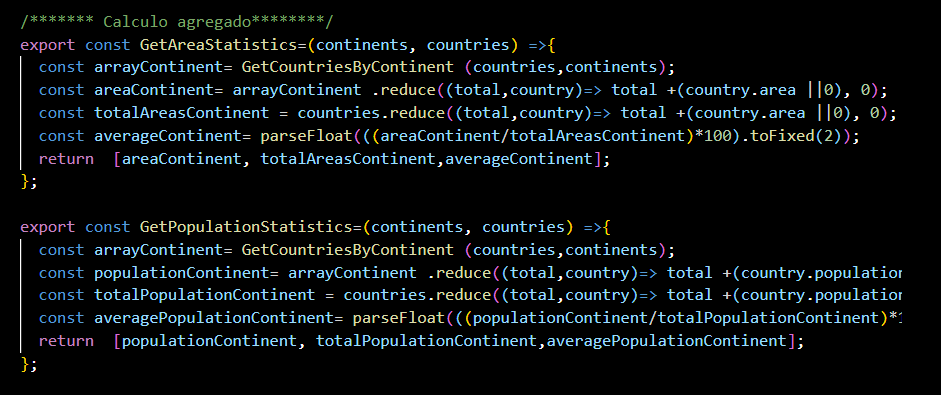 /******* Calculo agregado********/
export const GetAreaStatistics=(continents, countries) =>{
const arrayContinent= GetCountriesByContinent (countries,continents);
const areaContinent= arrayContinent .reduce((total,country)=> total +(country.area ||0), 0);
const totalAreasContinent = countries.reduce((total,country)=> total +(country.area ||0), 0);
const averageContinent= parseFloat(((areaContinent/totalAreasContinent)*100).toFixed(2));
return  [areaContinent, totalAreasContinent,averageContinent];
};
export const GetPopulationStatistics=(continents, countries) =>{
const arrayContinent= GetCountriesByContinent (countries,continents);
const populationContinent= arrayContinent .reduce((total,country)=> total +(country.population
const totalPopulationContinent = countries.reduce((total,country)=> total +(country.population
const averagePopulationContinent= parseFloat(((populationContinent/totalPopulationContinent)*1
return  [populationContinent, totalPopulationContinent,averagePopulationContinent];
};